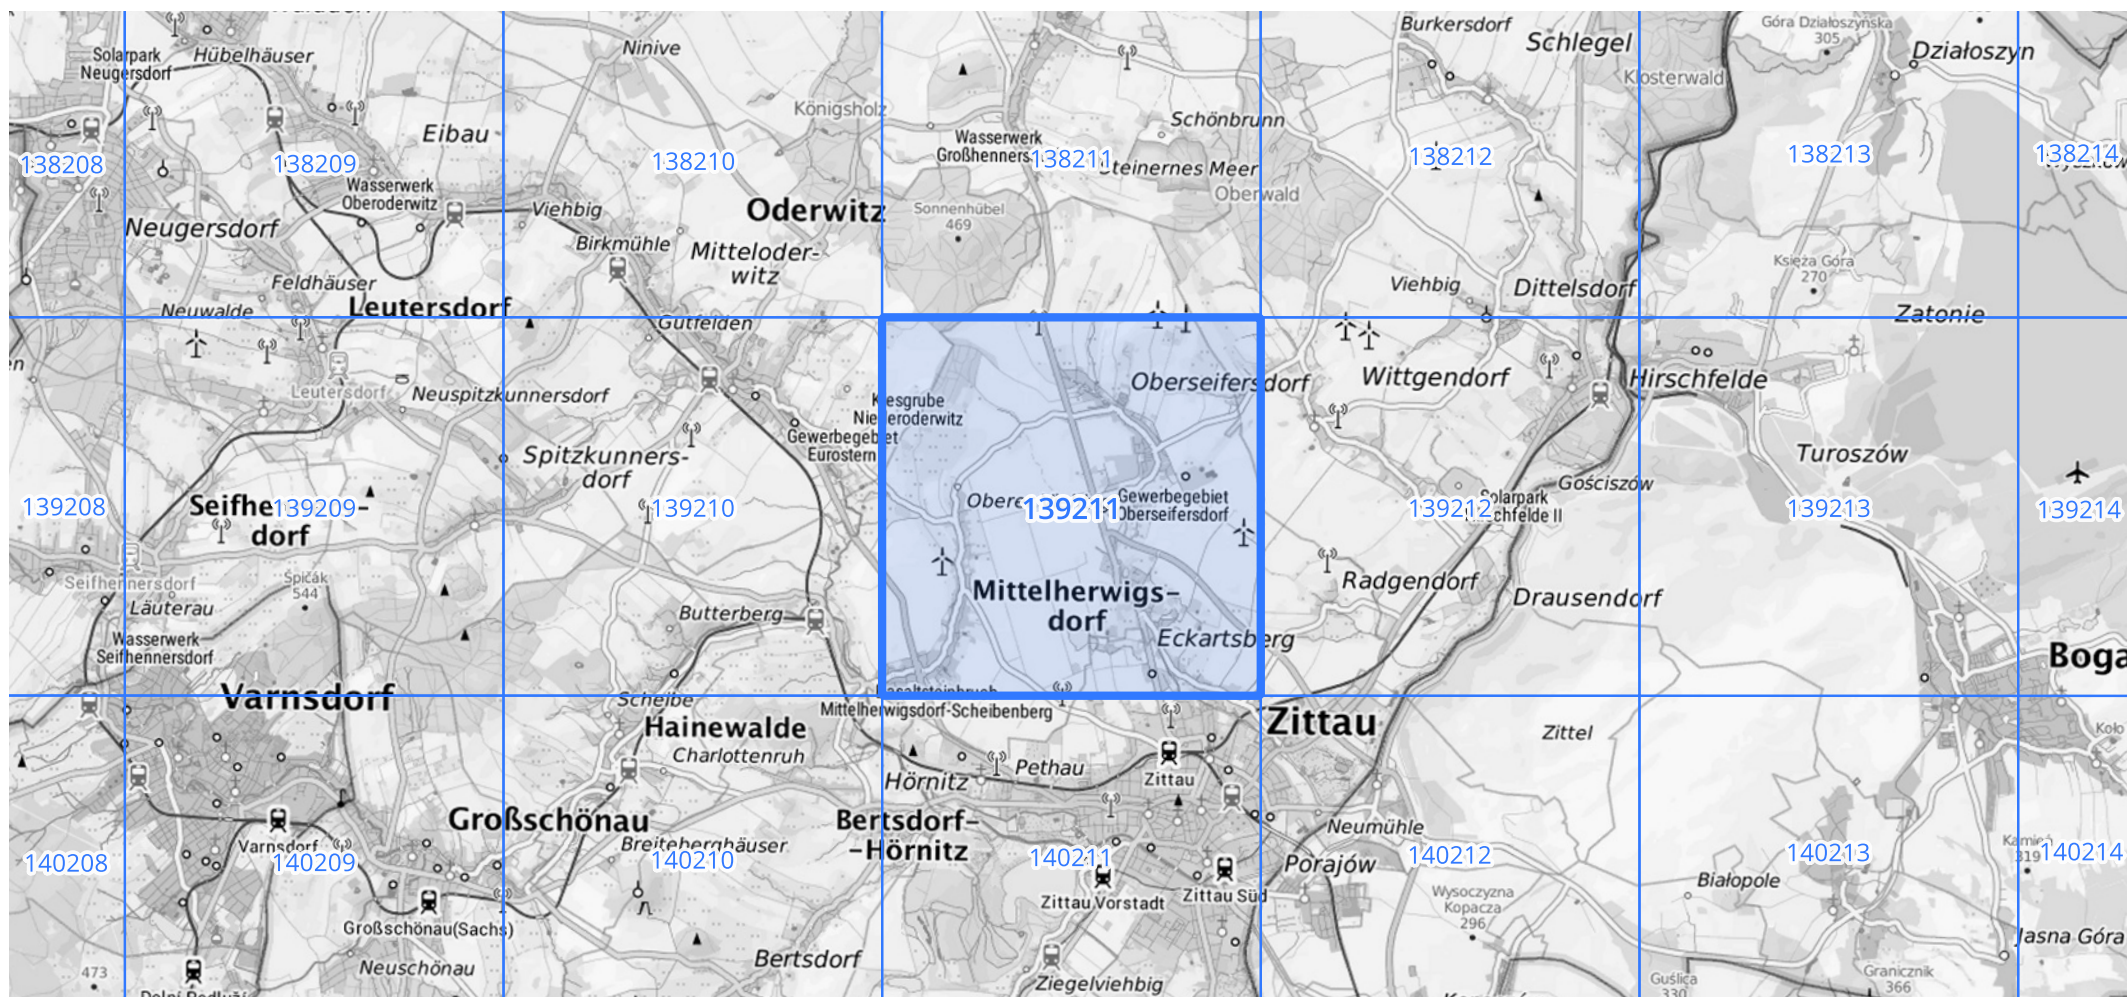 Burkersdorf
Schlegel
Góra Działoszyńska
305
Działoszyn
Solarpark
Neugersdorf
Hübelhäuser
Ninive
Klosterwald
Königsholz
Eibau
Schönbrunn
Wasserwerk
Steinernes Meer
Oberwald
138208
138209
138210
138211
138212
138213
138214
Wasserwerk
Oberoderwitz
Viehbig
Oderwitz
Sonnenhübel
469
Neugersdorf
Birkmühle
Mitteloder-
witz
Księża Góra
270
Feldhäuser
Viehbig
Dittelsdorf
Neuwalde
Leutersdorf
Zatonie
Gutfelden
Leutersdorf
Neuspitzkunnersdorf
Kiesgrube
Niederoderwitz
Oberseifersdorf
Wittgendorf
Hirschfelde
Gewerbegebiet
Eurostern
Spitzkunners-
dorf
Turoszów
Gościszów
Gewerbegebiet
Oberseifersdorf
Solarpark
Hirschfelde II
139208
139209
139210
139211
139212
139213
139214
dorf
Seifhennersdorf
Läuterau
Špičák
544
Mittelherwigs-
dorf
Radgendorf
Drausendorf
Butterberg
Eckartsberg
Wasserwerk
Seifhennersdorf
Varnsdorf
Scheibe
Mittelherwigsdorf-Scheibenberg
Hainewalde
Charlottenruh
Zittau
Zittel
Hörnitz
Pethau
Zittau
Großschönau
Bertsdorf-
-Hörnitz
Breiteberghäuser
Neumühle
Porajów
Varnsdorf
140208
140209
140210
140211
140212
140213
140214
Białopole
Wysoczyzna
Kopacza
296
319
Zittau Vorstadt
Zittau Süd
Großschönau(Sachs)
Neuschönau
473
Bertsdorf
Ziegelviehbig
Jasna Góra
Guślica
330
Granicznik
366